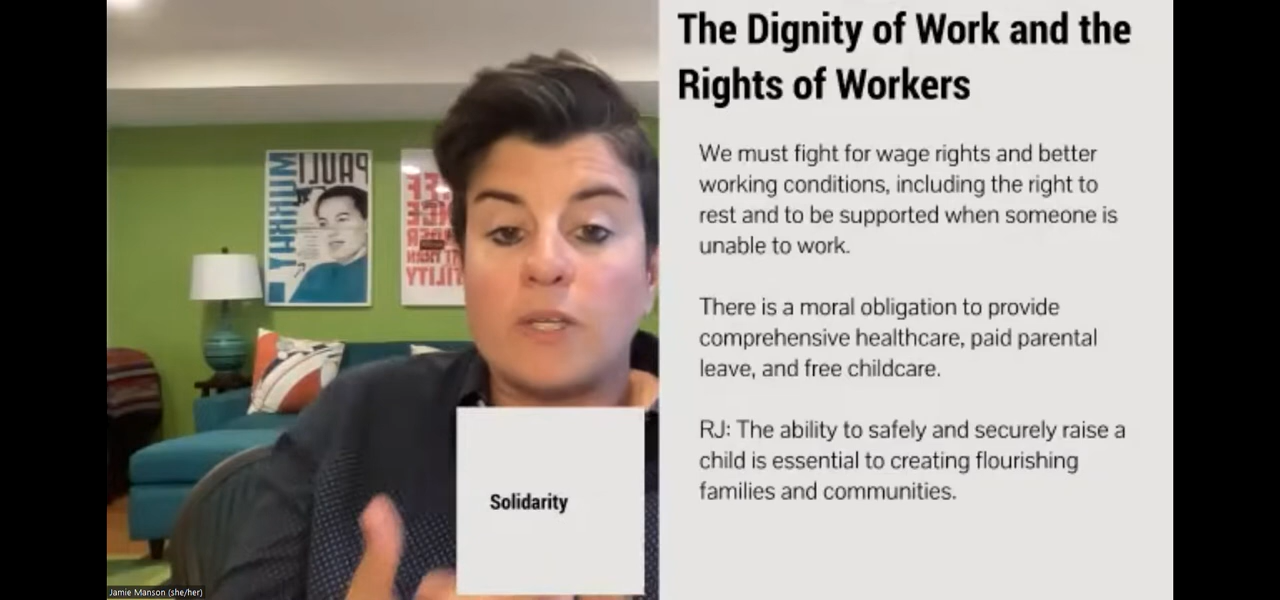 The Dignity of Work and the
Rights of Workers
We must fight for wage rights and better
working conditions, including the right to
rest and to be supported when someone is
unable to work.
There is a moral obligation to provide
comprehensive healthcare, paid parental
leave, and free childcare.
RJ: The ability to safely and securely raise a
child is essential to creating flourishing
families and communities.
Solidarity
PAULI
MURRAY
Jamie Manson (she/her)